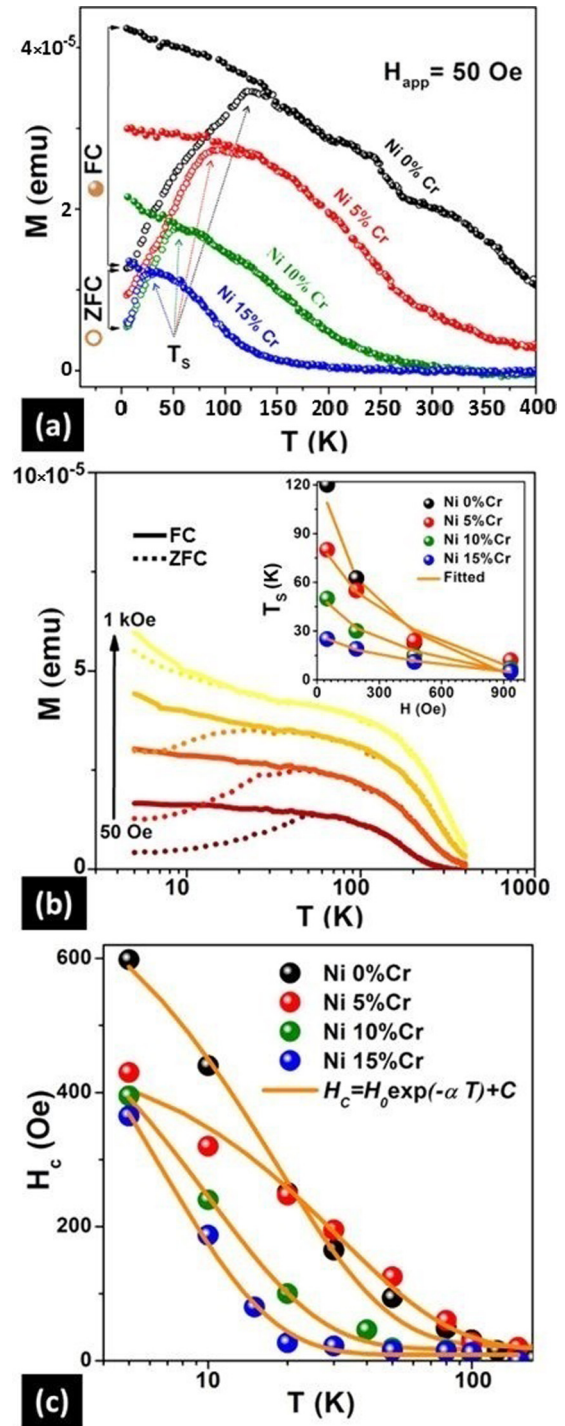 4×10⁻⁵
2
0
M (emu)
FC
ZFC
H_app = 50 Oe
Ni 0% Cr
Ni 5% Cr
Ni 10% Cr
Ni 15% Cr
T_S
0 50 100 150 200 250 300 350 400
T (K)
(a)
10×10⁻⁵
5
0
M (emu)
FC
ZFC
1 kOe
50 Oe
120
90
60
30
0
T_S (K)
Ni 0%Cr
Ni 5%Cr
Ni 10%Cr
Ni 15%Cr
Fitted
0 300 600 900
H (Oe)
10 100 1000
T (K)
(b)
600
400
200
0
H_c (Oe)
Ni 0%Cr
Ni 5%Cr
Ni 10%Cr
Ni 15%Cr
H_C=H_0exp(-α T)+C
10 100
T (K)
(c)